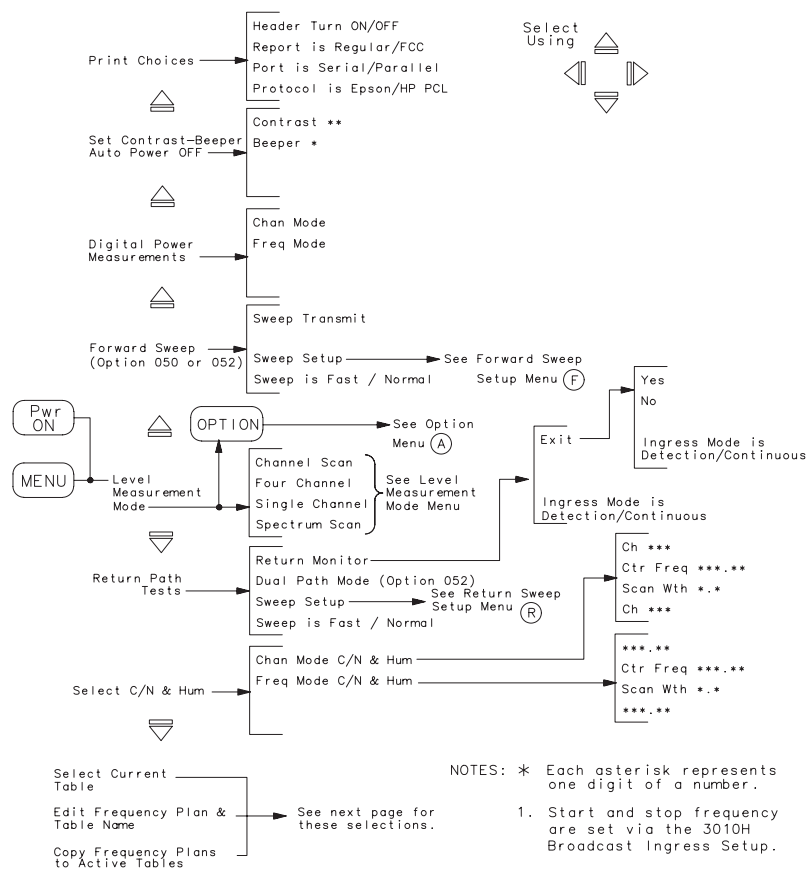 Select
Using
Print Choices
Header Turn ON/OFF
Report is Regular/FCC
Port is Serial/Parallel
Protocol is Epson/HP PCL
Set Contrast-Beeper
Auto Power OFF
Contrast **
Beeper *
Digital Power
Measurements
Chan Mode
Freq Mode
Forward Sweep
(Option 050 or 052)
Sweep Transmit
Sweep Setup
Sweep is Fast / Normal
See Forward Sweep
Setup Menu F
Pwr
ON
MENU
Level
Measurement
Mode
OPTION
See Option
Menu A
Channel Scan
Four Channel
Single Channel
Spectrum Scan
See Level
Measurement
Mode Menu
Exit
Ingress Mode is
Detection/Continuous
Yes
No
Ingress Mode is
Detection/Continuous
Return Path
Tests
Return Monitor
Dual Path Mode (Option 052)
Sweep Setup
Sweep is Fast / Normal
See Return Sweep
Setup Menu R
Ch ***
Ctr Freq ***.**
Scan Wth *.*
Ch ***
Select C/N & Hum
Chan Mode C/N & Hum
Freq Mode C/N & Hum
***.**
Ctr Freq ***.**
Scan Wth *.*
***.**
Select Current
Table
Edit Frequency Plan &
Table Name
Copy Frequency Plans
to Active Tables
See next page for
these selections.
NOTES: * Each asterisk represents
one digit of a number.
1. Start and stop frequency
are set via the 3010H
Broadcast Ingress Setup.